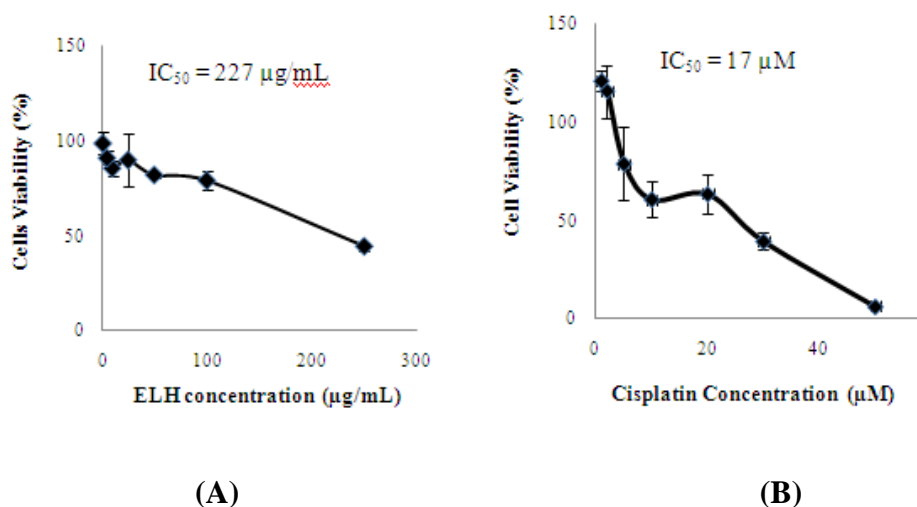 150
100
50
0
IC₅₀ = 227 µg/mL
Cells Viability (%)
0 100 200 300
ELH concentration (µg/mL)
(A)
150
100
50
0
IC₅₀ = 17 µM
Cell Viability (%)
0 20 40
Cisplatin Concentration (µM)
(B)